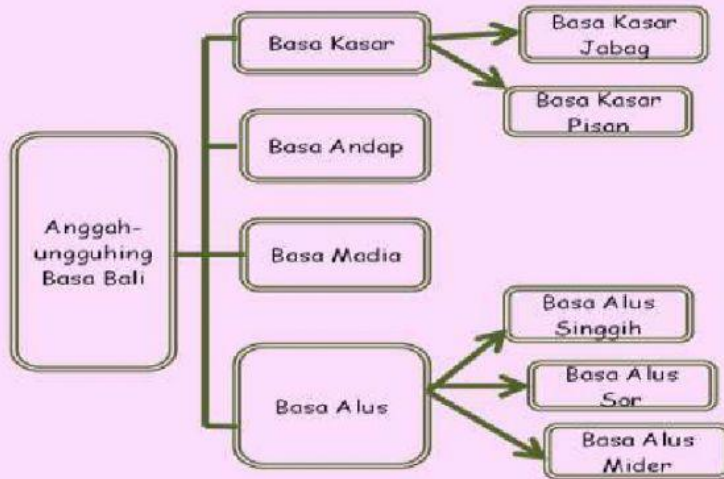 Anggah-
ungguhing
Basa Bali
Basa Kasar
Basa Kasar
Jabag
Basa Kasar
Pisan
Basa Andap
Basa Madia
Basa Alus
Basa Alus
Singgih
Basa Alus
Sor
Basa Alus
Mider